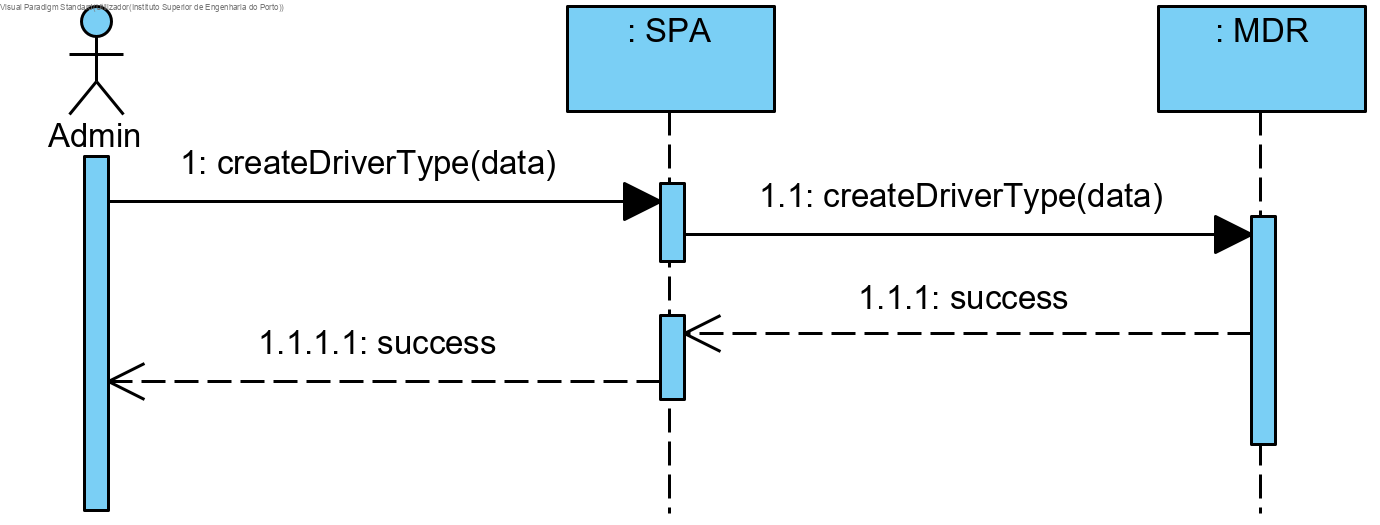 Visual Paradigm Standard(Utilizador(Instituto Superior de Engenharia do Porto))
: SPA
: MDR
Admin
1: createDriverType(data)
1.1: createDriverType(data)
1.1.1: success
1.1.1.1: success